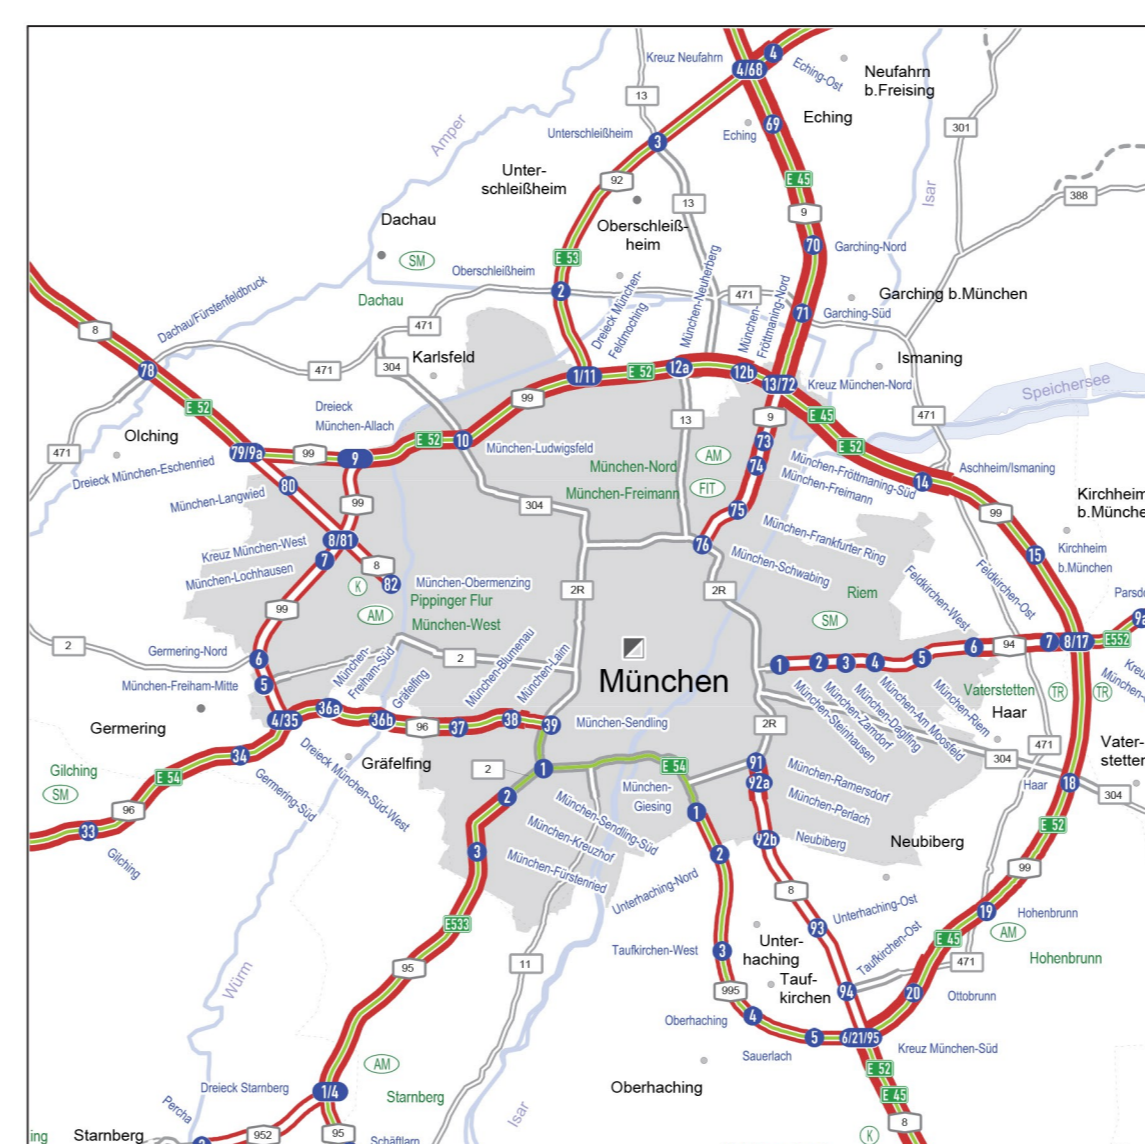 4
Kreuz Neufahrn
4/68
Eching-Ost
Neufahrn
b.Freising
13
Amper
Unterschleißheim
3
Eching
69
Eching
301
Unter-
schleißheim
92
E 45
Isar
388
Dachau
13
9
Oberschleiß-
heim
SM
E 53
70
Garching-Nord
Oberschleißheim
2
Dachau
Dachau/Fürstenfeldbruck
Dreieck München-
Feldmoching
München-Neuherberg
München-
Fröttmaning-Nord
471
Garching b.München
71
Garching-Süd
8
471
Karlsfeld
Ismaning
78
471
304
1/11
E 52
12a
12b
13/72
Kreuz München-Nord
Speichersee
E 52
99
Dreieck
München-Allach
13
9
E 45
471
Olching
E 52
10
München-Ludwigsfeld
73
E 52
471
79/9a
99
9
München-Nord
AM
74
München-Fröttmaning-Süd
Aschheim/Ismaning
Dreieck München-Eschenried
80
München-Freimann
FIT
München-Freimann
14
Kirchheim
b.Münche
München-Langwied
99
304
75
99
München-Frankfurter Ring
Kreuz München-West
8/81
76
München-Schwabing
15
Kirchheim
b.München
München-Lochhausen
7
8
K
82
München-Obermenzing
2R
2R
Feldkirchen-West
Feldkirchen-Ost
Parsdo
9a
99
AM
Pippinger Flur
München-West
Riem
SM
2
Germering-Nord
6
2
6
94
7
8/17
E552
München-Freiham-Mitte
5
München-
Freiham-Süd
Gräfelfing
München-Blumenau
München-Laim
München
1
2
3
4
5
Kreu
München-
München-Steinhausen
München-Zamdorf
München-Daglfing
München-Am Moosfeld
München-Riem
Vaterstetten
TR
TR
Haar
Germering
4/35
36a
36b
96
37
38
39
München-Sendling
2R
471
Vater-
stetten
34
Dreieck München-Süd-West
Gräfelfing
304
Gilching
SM
E 54
Germering-Süd
2
1
E 54
91
München-Ramersdorf
18
Haar
304
96
2
München-
Giesing
92a
München-Perlach
33
Gilching
München-Sendling-Süd
1
E 52
3
München-Kreuzhof
2
92b
Neubiberg
Neubiberg
München-Fürstenried
Unterhaching-Nord
8
99
E533
Unterhaching-Ost
19
Hohenbrunn
93
AM
Taufkirchen-West
3
Unter-
haching
Taufkirchen-Ost
E 45
Hohenbrunn
95
11
471
Würm
995
Tauf-
kirchen
94
20
Ottobrunn
Oberhaching
4
Sauerlach
5
6/21/95
Kreuz München-Süd
AM
E 52
Dreieck Starnberg
1/4
Starnberg
Oberhaching
E 45
Percha
Isar
8
ing
Starnberg
952
95
Schäftlarn
K